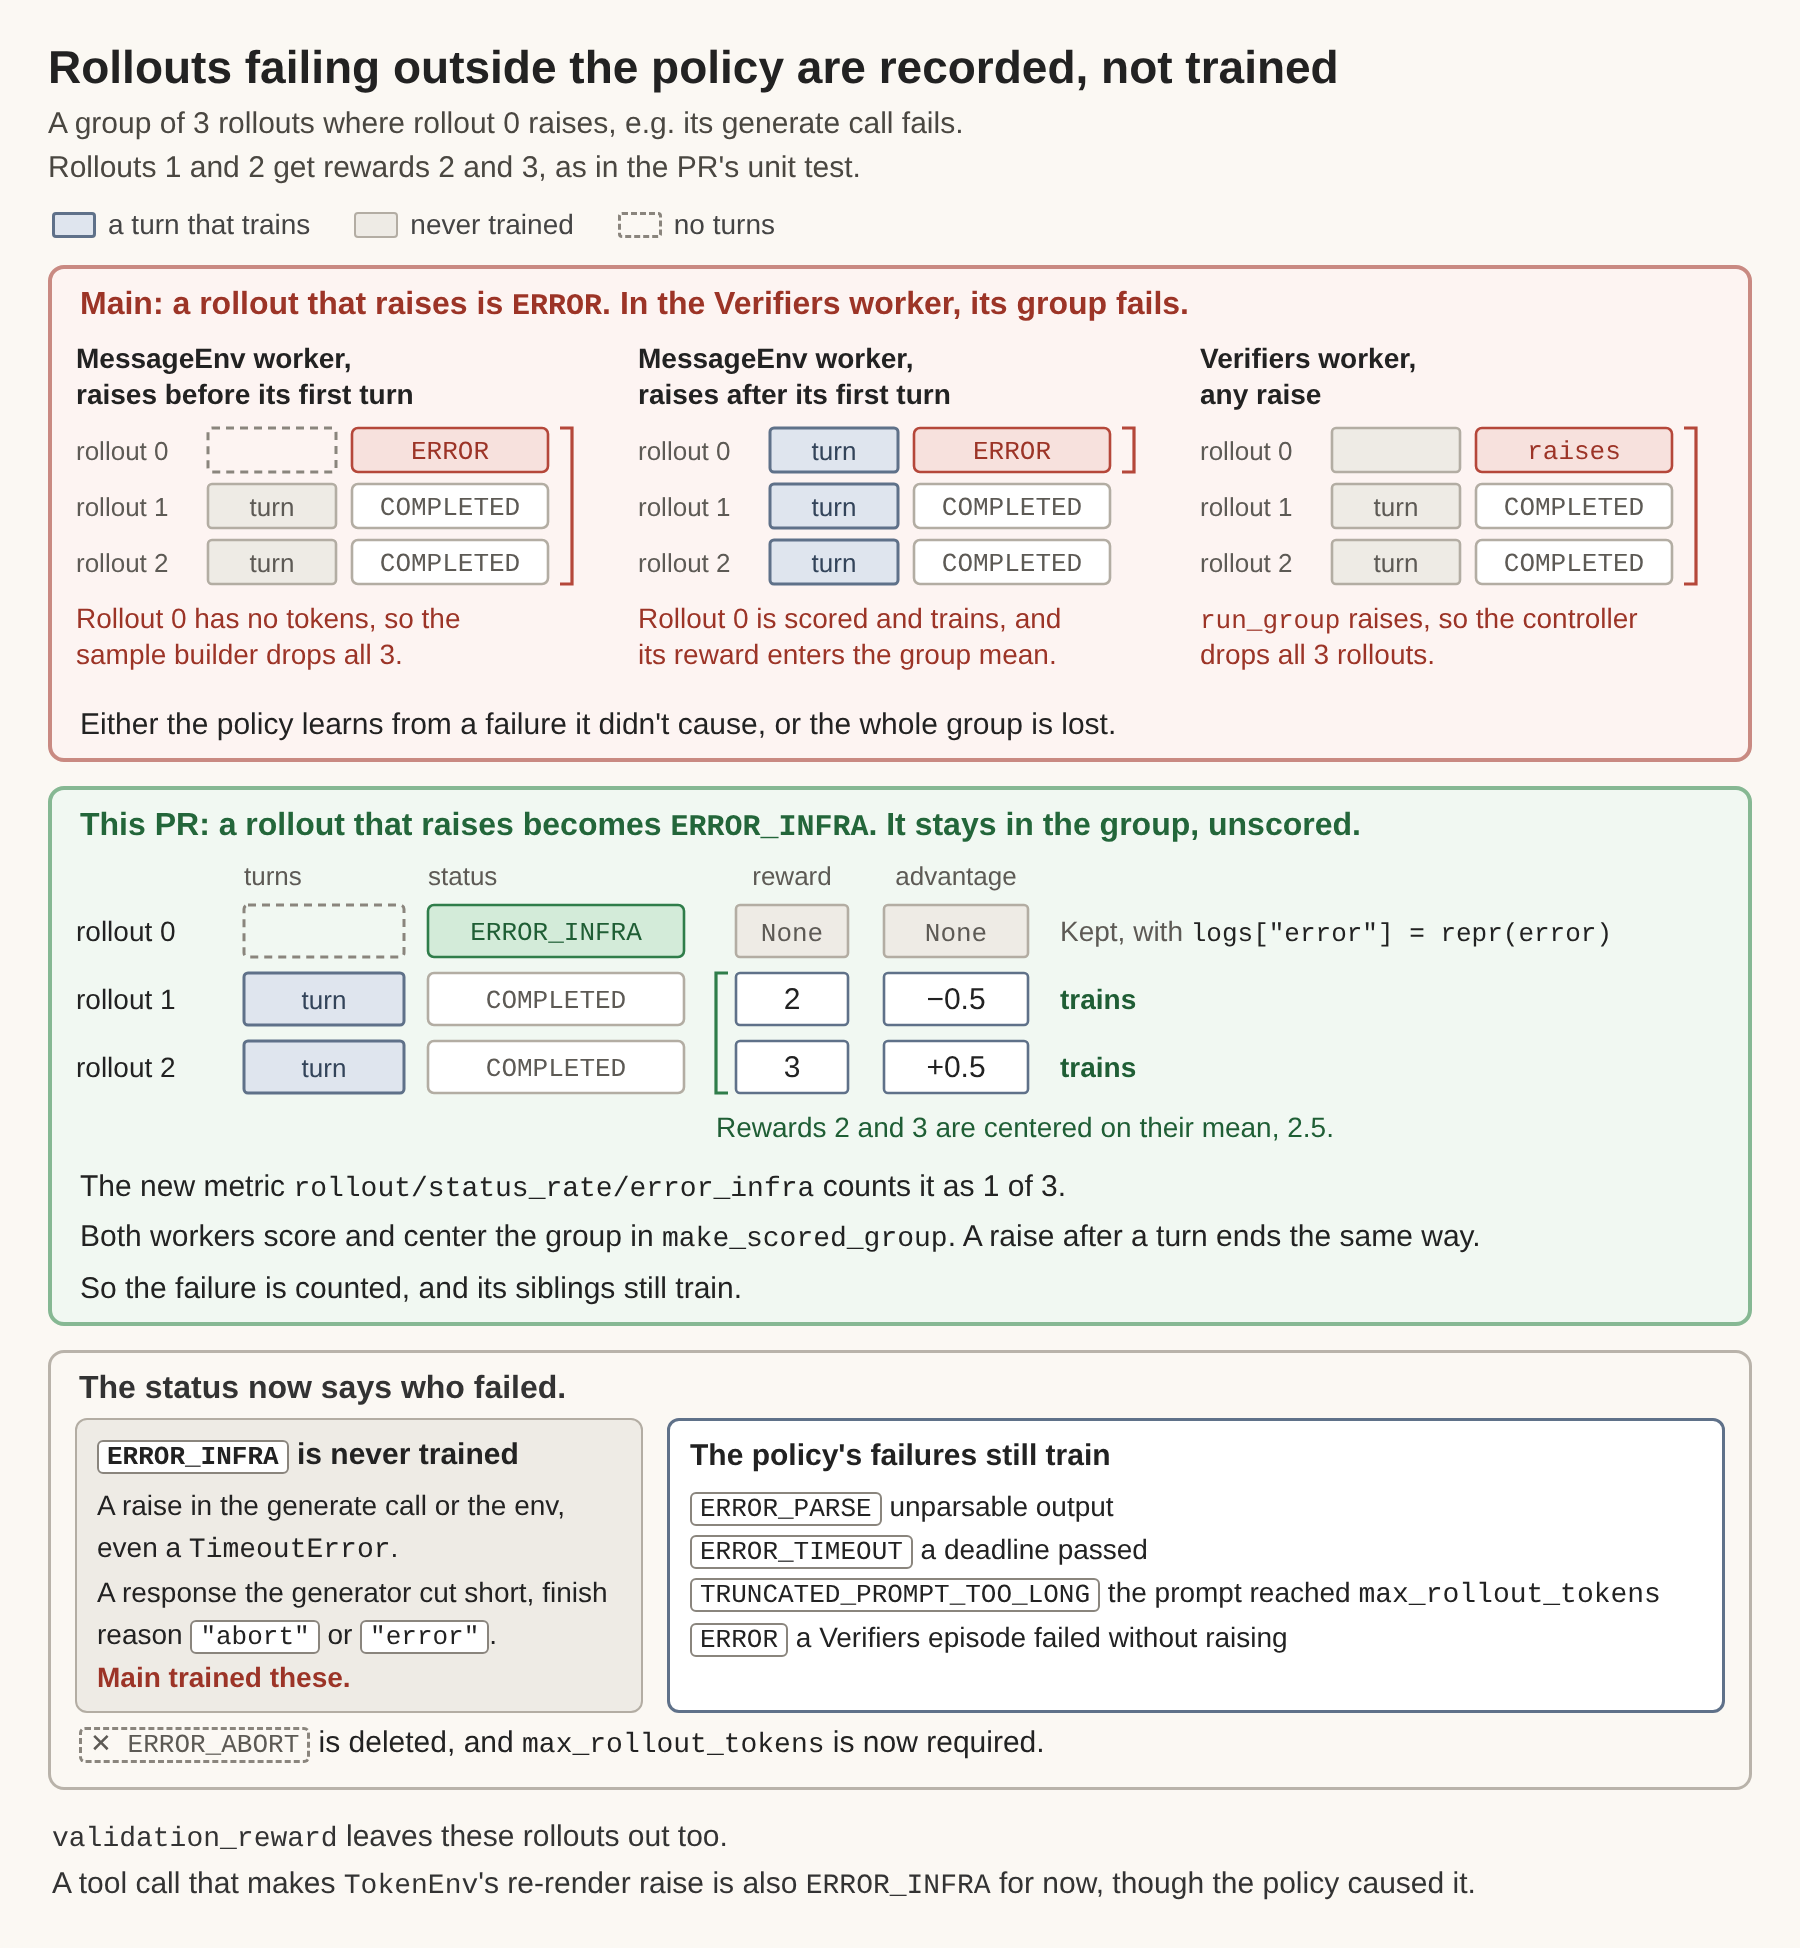 Rollouts failing outside the policy are recorded, not trained
A group of 3 rollouts where rollout 0 raises, e.g. its generate call fails.
Rollouts 1 and 2 get rewards 2 and 3, as in the PR's unit test.
a turn that trains
never trained
no turns
Main: a rollout that raises is ERROR. In the Verifiers worker, its group fails.
MessageEnv worker,
raises before its first turn
rollout 0 ERROR
rollout 1 turn COMPLETED
rollout 2 turn COMPLETED
Rollout 0 has no tokens, so the
sample builder drops all 3.
MessageEnv worker,
raises after its first turn
rollout 0 turn ERROR
rollout 1 turn COMPLETED
rollout 2 turn COMPLETED
Rollout 0 is scored and trains, and
its reward enters the group mean.
Verifiers worker,
any raise
rollout 0 raises
rollout 1 turn COMPLETED
rollout 2 turn COMPLETED
run_group raises, so the controller
drops all 3 rollouts.
Either the policy learns from a failure it didn't cause, or the whole group is lost.
This PR: a rollout that raises becomes ERROR_INFRA. It stays in the group, unscored.
turns status reward advantage
rollout 0 ERROR_INFRA None None Kept, with logs["error"] = repr(error)
rollout 1 turn COMPLETED 2 −0.5 trains
rollout 2 turn COMPLETED 3 +0.5 trains
Rewards 2 and 3 are centered on their mean, 2.5.
The new metric rollout/status_rate/error_infra counts it as 1 of 3.
Both workers score and center the group in make_scored_group. A raise after a turn ends the same way.
So the failure is counted, and its siblings still train.
The status now says who failed.
ERROR_INFRA is never trained
A raise in the generate call or the env,
even a TimeoutError.
A response the generator cut short, finish
reason "abort" or "error".
Main trained these.
The policy's failures still train
ERROR_PARSE unparsable output
ERROR_TIMEOUT a deadline passed
TRUNCATED_PROMPT_TOO_LONG the prompt reached max_rollout_tokens
ERROR a Verifiers episode failed without raising
✕ ERROR_ABORT is deleted, and max_rollout_tokens is now required.
validation_reward leaves these rollouts out too.
A tool call that makes TokenEnv's re-render raise is also ERROR_INFRA for now, though the policy caused it.